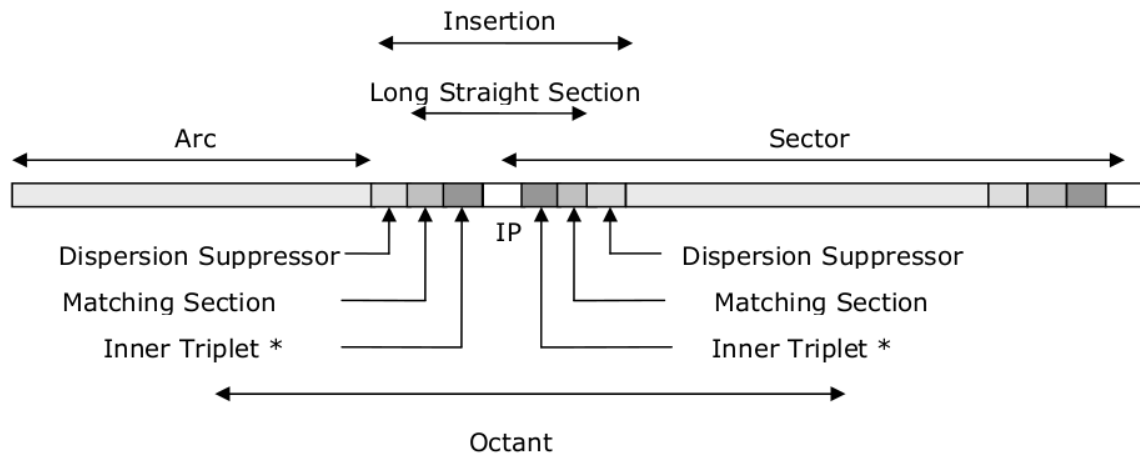 Insertion
Long Straight Section
Arc
Sector
IP
Dispersion Suppressor
Dispersion Suppressor
Matching Section
Matching Section
Inner Triplet *
Inner Triplet *
Octant